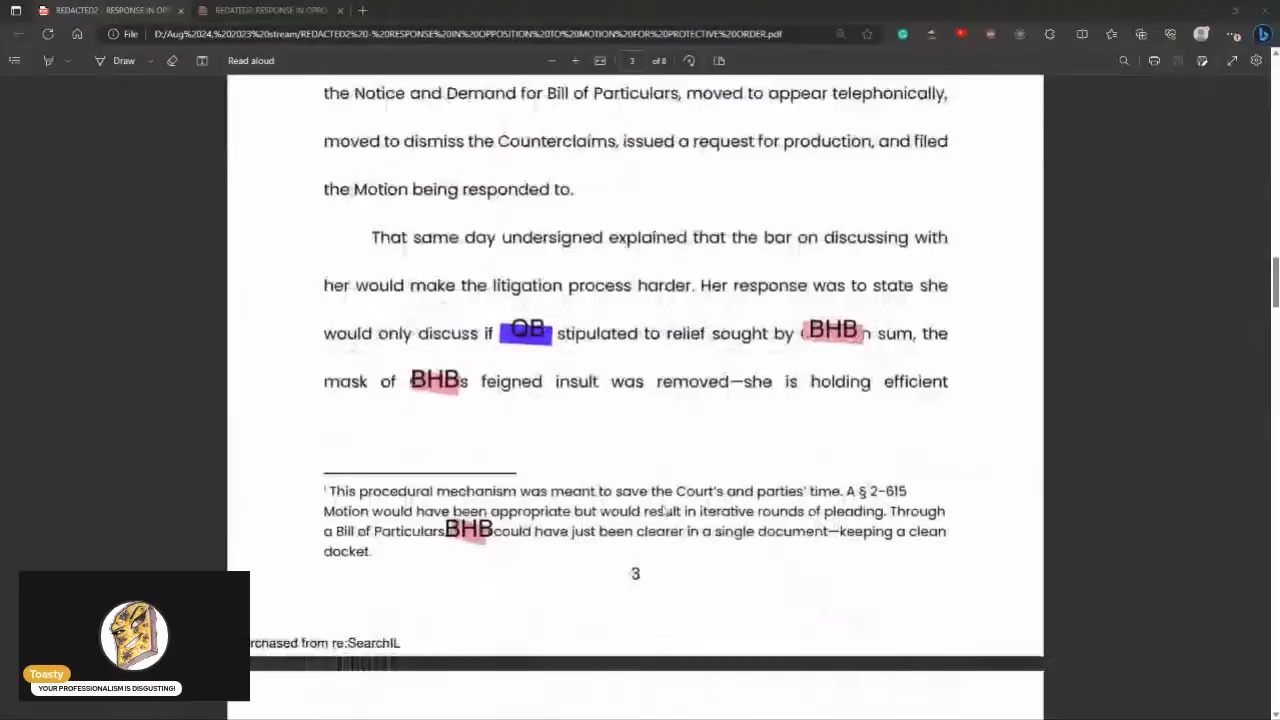 REDACTED2 - RESPONSE IN OPP
REDATED2 RESPONSE IN OPPO
File
D:/Aug%2024,%202023%20stream/REDACTED2%20-%20RESPONSE%20IN%20OPPOSITION%20TO%20MOTION%20FOR%20PROTECTIVE%20ORDER.pdf
Draw
Read aloud
3 of 8
the Notice and Demand for Bill of Particulars, moved to appear telephonically,
moved to dismiss the Counterclaims, issued a request for production, and filed
the Motion being responded to.
That same day undersigned explained that the bar on discussing with
her would make the litigation process harder. Her response was to state she
would only discuss if QB stipulated to relief sought by BHB n sum, the
mask of BHBs feigned insult was removed—she is holding efficient
1 This procedural mechanism was meant to save the Court's and parties' time. A § 2-615
Motion would have been appropriate but would result in iterative rounds of pleading. Through
a Bill of Particulars BHB could have just been clearer in a single document—keeping a clean
docket.
3
rchased from re:SearchIL
Toasty
YOUR PROFESSIONALISM IS DISGUSTING!